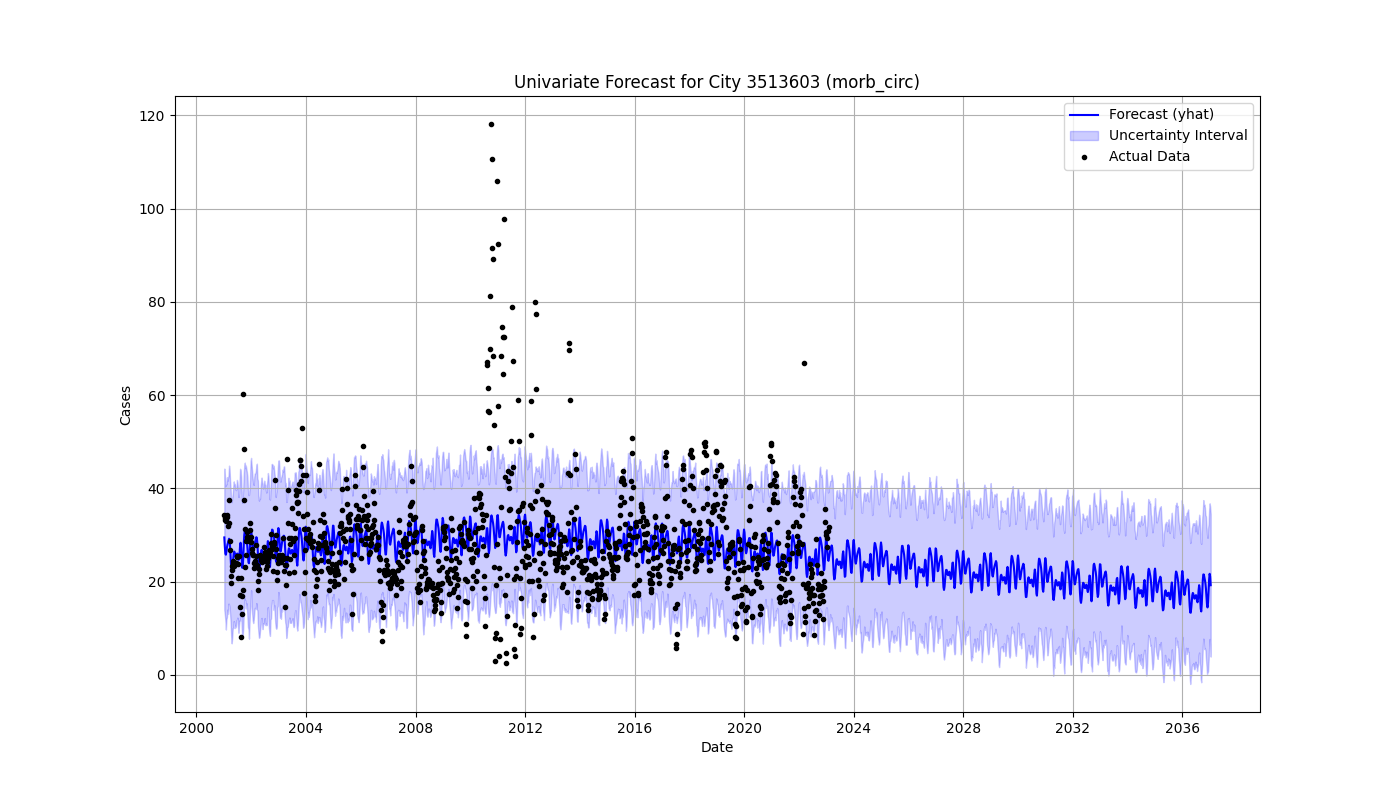 Univariate Forecast for City 3513603 (morb_circ)
Forecast (yhat)
Uncertainty Interval
Actual Data
120
100
80
60
40
20
0
Cases
2000 2004 2008 2012 2016 2020 2024 2028 2032 2036
Date